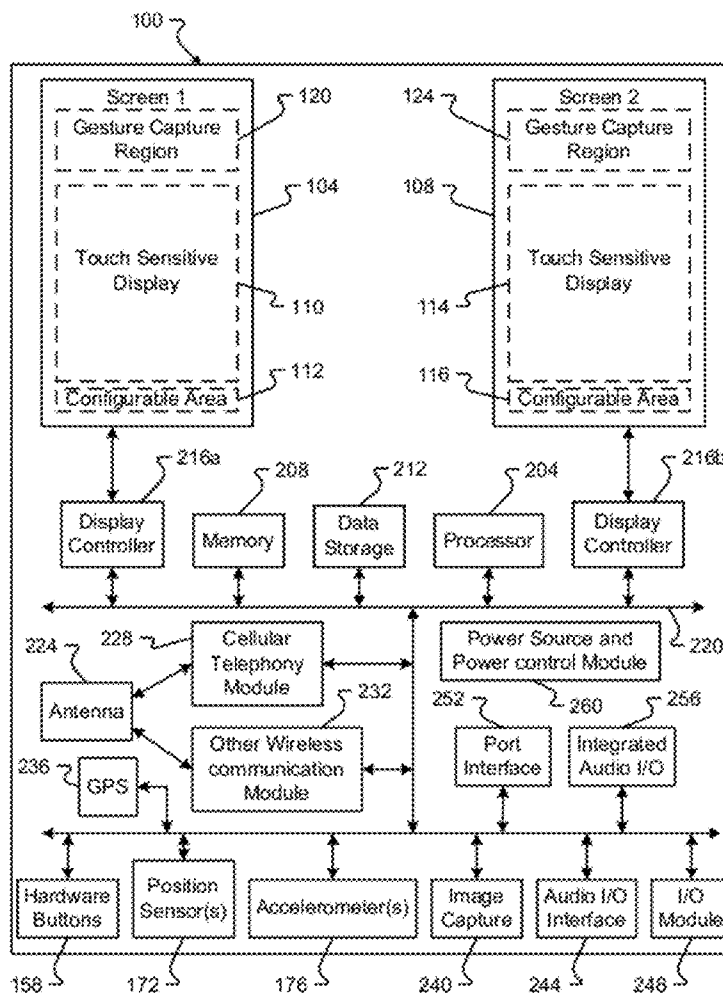 100
Screen 1
120
124
Screen 2
Gesture Capture
Region
Gesture Capture
Region
104
108
Touch Sensitive
Display
Touch Sensitive
Display
110
114
112
116
Configurable Area
Configurable Area
216a
208
212
204
216b
Display
Controller
Memory
Data
Storage
Processor
Display
Controller
228
Cellular
Telephony
Module
Power Source and
Power control Module
220
224
Antenna
232
252
260
256
Other Wireless
communication
Module
Port
Interface
Integrated
Audio I/O
236
GPS
Hardware
Buttons
Position
Sensor(s)
Accelerometer(s)
Image
Capture
Audio I/O
Interface
I/O
Module
158
172
176
240
244
248